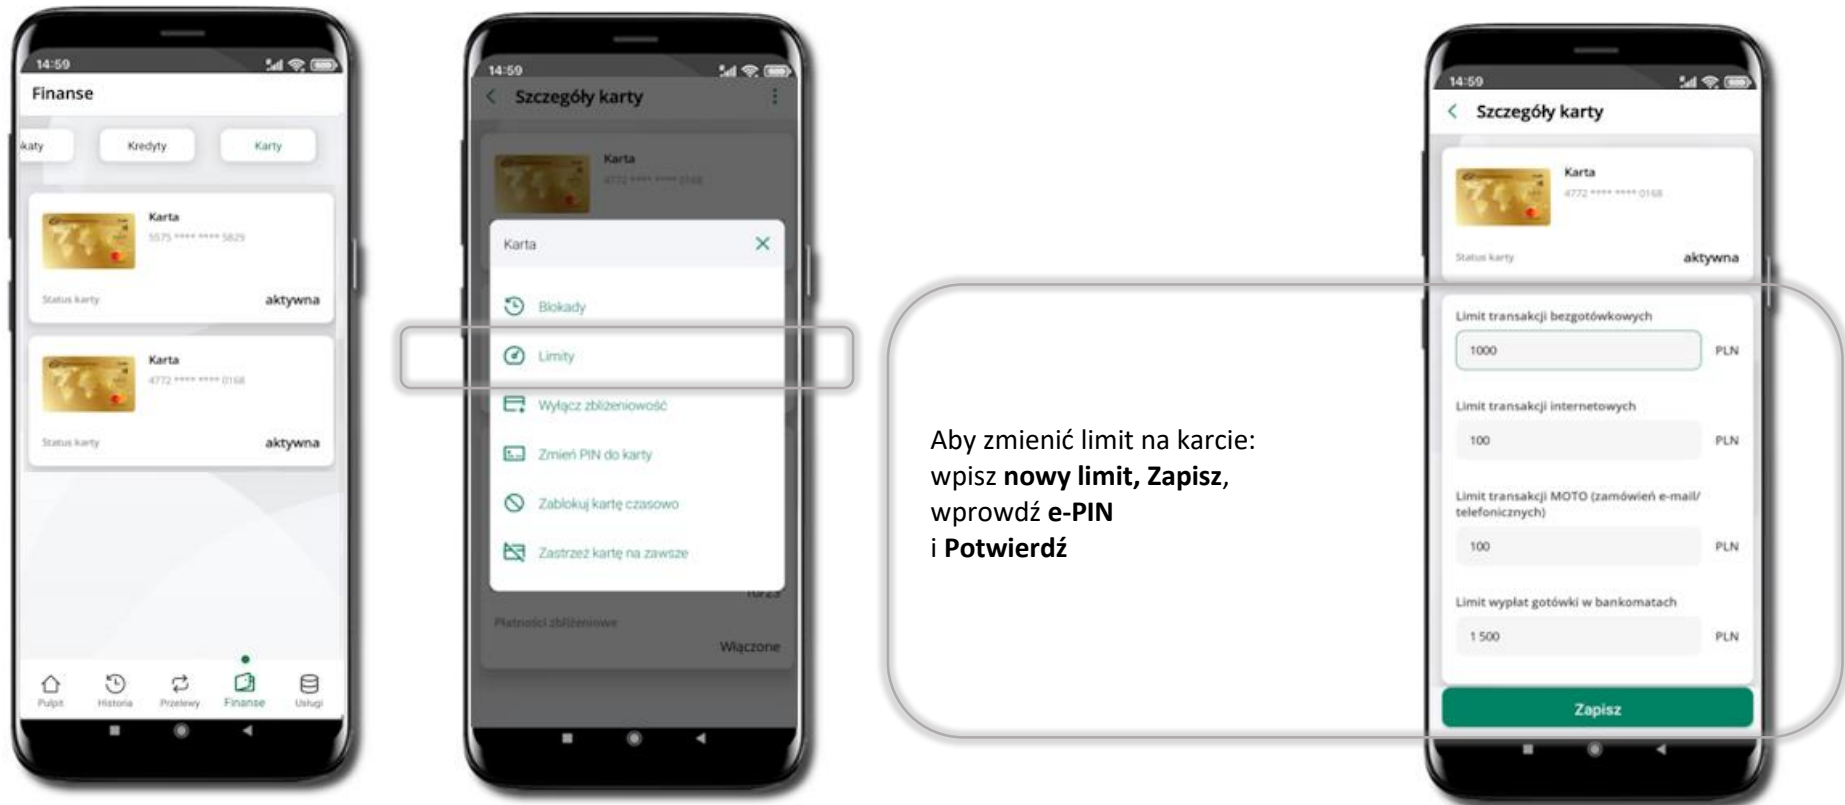 14:59
Finanse
katy
Kredyty
Karty
Karta
5575 **** **** 5829
Status karty
aktywna
Karta
4772 **** **** 0168
Status karty
aktywna
Pulpit
Historia
Przelewy
Finanse
Usługi
14:59
Szczegóły karty
Karta
4772 **** **** 0168
Karta
Blokady
Limity
Wyłącz zbliżeniowość
Zmień PIN do karty
Zablokuj kartę czasowo
Zastrzeż kartę na zawsze
Płatności zbliżeniowe
Włączone
Aby zmienić limit na karcie:
wpisz nowy limit, Zapisz,
wprowdź e-PIN
i Potwierdź
14:59
Szczegóły karty
Karta
4772 **** **** 0168
Status karty
aktywna
Limit transakcji bezgotówkowych
1000 PLN
Limit transakcji internetowych
100 PLN
Limit transakcji MOTO (zamówień e-mail/
telefonicznych)
100 PLN
Limit wypłat gotówki w bankomatach
1 500 PLN
Zapisz